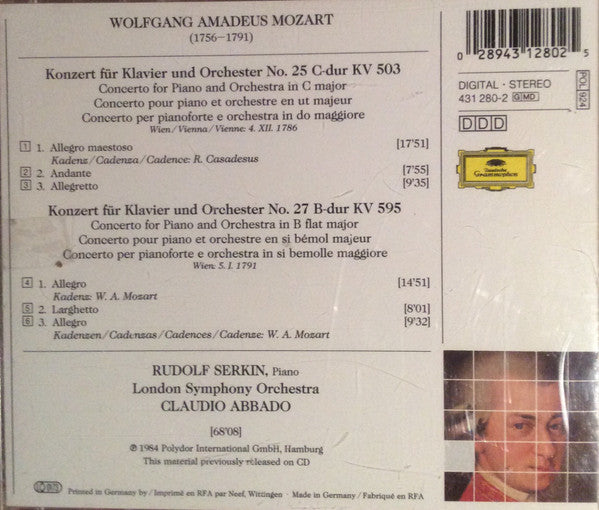 WOLFGANG AMADEUS MOZART
(1756–1791)
Konzert für Klavier und Orchester No. 25 C-dur KV 503
Concerto for Piano and Orchestra in C major
Concerto pour piano et orchestre en ut majeur
Concerto per pianoforte e orchestra in do maggiore
Wien/Vienna/Vienne: 4. XII. 1786
1 1. Allegro maestoso [17'51]
Kadenz/Cadenza/Cadence: R. Casadesus
2 2. Andante [7'55]
3 3. Allegretto [9'35]
Konzert für Klavier und Orchester No. 27 B-dur KV 595
Concerto for Piano and Orchestra in B flat major
Concerto pour piano et orchestre en si bémol majeur
Concerto per pianoforte e orchestra in si bemolle maggiore
Wien: 5. I. 1791
4 1. Allegro [14'51]
Kadenz: W. A. Mozart
5 2. Larghetto [8'01]
6 3. Allegro [9'32]
Kadenzen/Cadenzas/Cadences/Cadenze: W. A. Mozart
RUDOLF SERKIN, Piano
London Symphony Orchestra
CLAUDIO ABBADO
[68'08]
℗ 1984 Polydor International GmbH, Hamburg
This material previously released on CD
Printed in Germany by / Imprimé en RFA par Neef, Wittingen · Made in Germany / Fabriqué en RFA
0 28943 12802 5
DIGITAL · STEREO
431 280-2 GMD
POL. 924
DDD
Deutsche
Grammophon